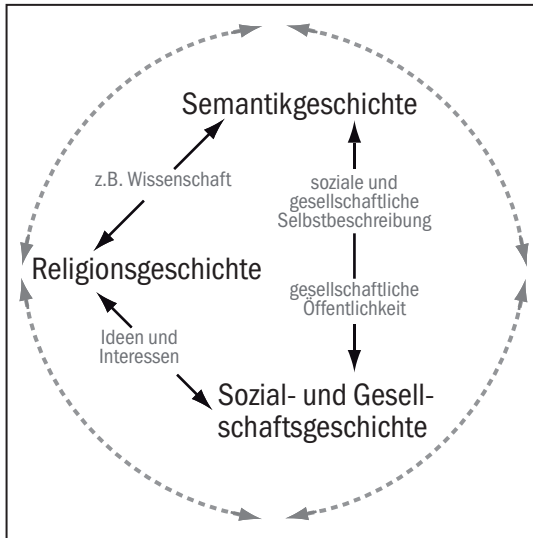 Semantikgeschichte
z.B. Wissenschaft
soziale und
gesellschaftliche
Selbstbeschreibung
Religionsgeschichte
gesellschaftliche
Öffentlichkeit
Ideen und
Interessen
Sozial- und Gesell-
schaftsgeschichte